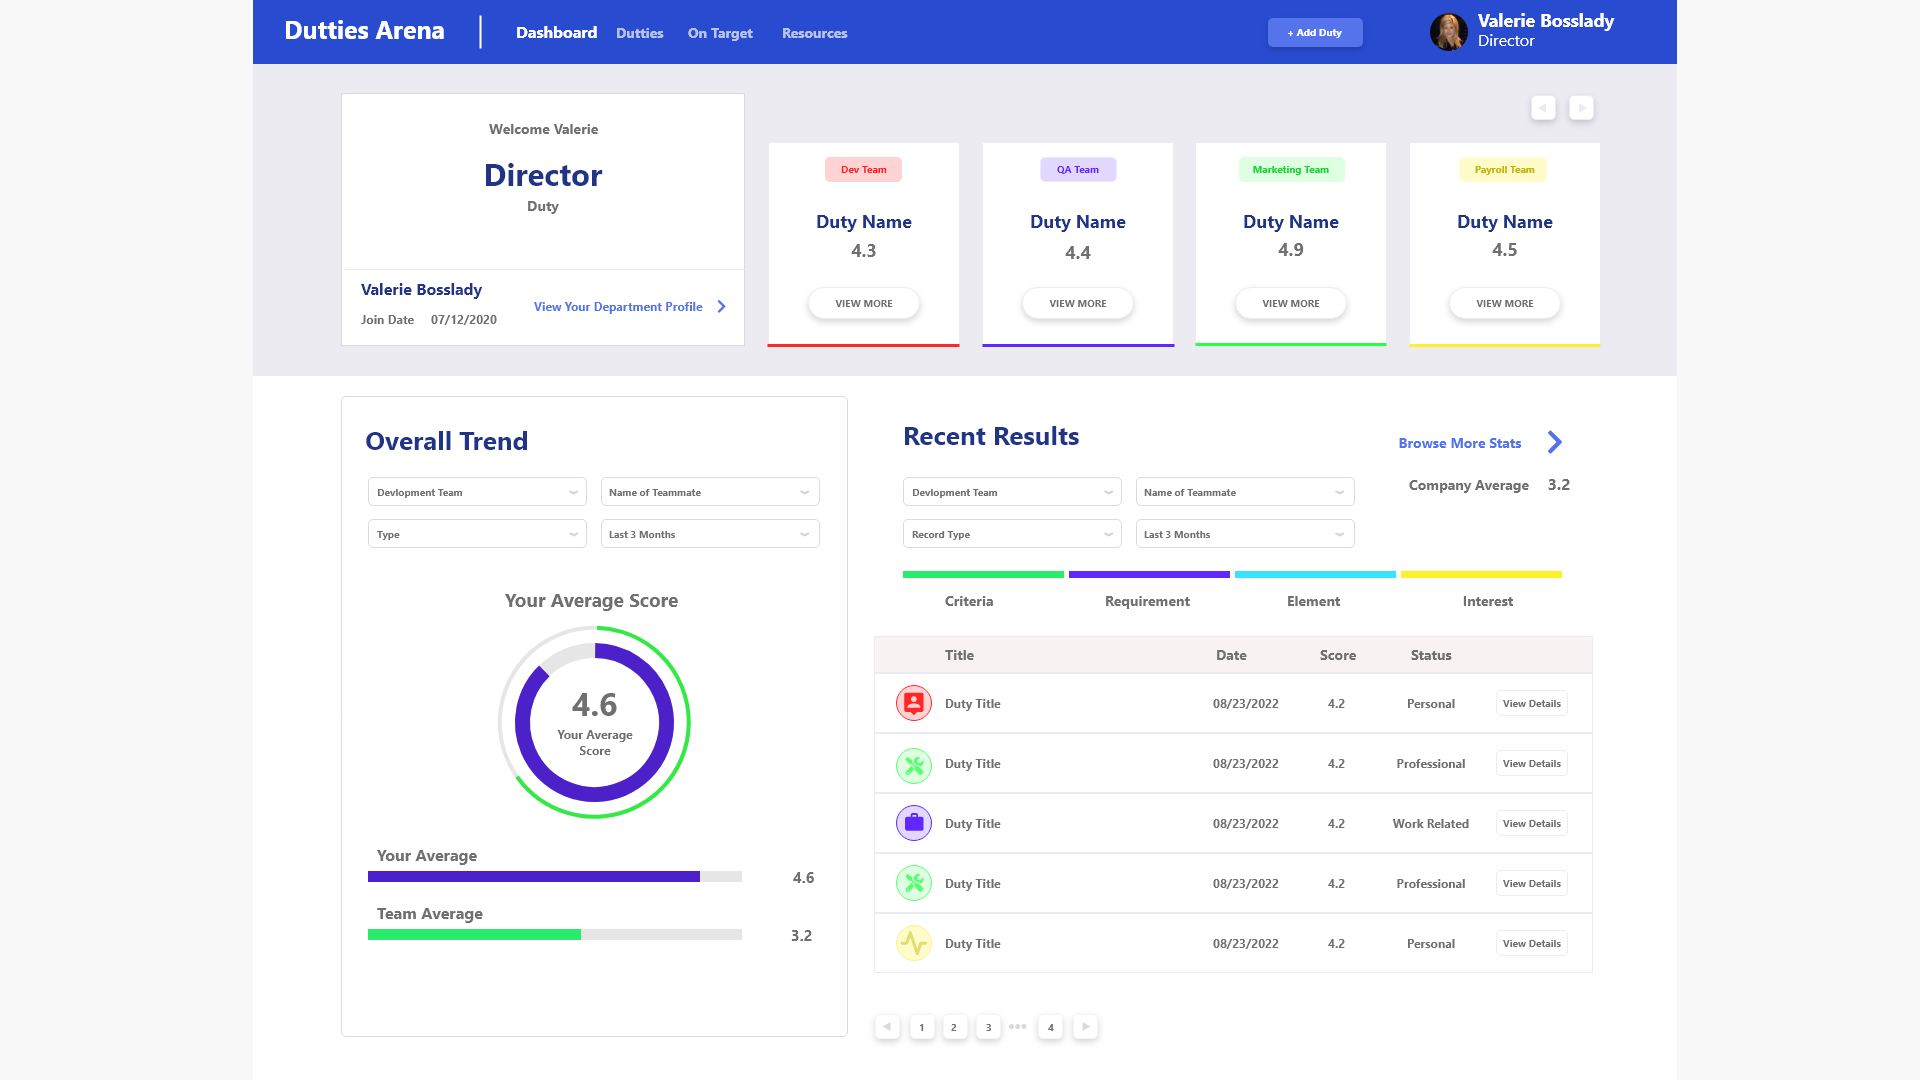 Dutties Arena
Dashboard
Dutties
On Target
Resources
+ Add Duty
Valerie Bosslady
Director
Welcome Valerie
Director
Duty
Valerie Bosslady
Join Date 07/12/2020
View Your Department Profile
Dev Team
Duty Name
4.3
VIEW MORE
QA Team
Duty Name
4.4
VIEW MORE
Marketing Team
Duty Name
4.9
VIEW MORE
Payroll Team
Duty Name
4.5
VIEW MORE
Overall Trend
Devlopment Team
Name of Teammate
Type
Last 3 Months
Your Average Score
4.6
Your Average
Score
Your Average
4.6
Team Average
3.2
Recent Results
Browse More Stats
Company Average 3.2
Devlopment Team
Name of Teammate
Record Type
Last 3 Months
Criteria
Requirement
Element
Interest
Title Date Score Status
Duty Title 08/23/2022 4.2 Personal View Details
Duty Title 08/23/2022 4.2 Professional View Details
Duty Title 08/23/2022 4.2 Work Related View Details
Duty Title 08/23/2022 4.2 Professional View Details
Duty Title 08/23/2022 4.2 Personal View Details
1 2 3 ••• 4